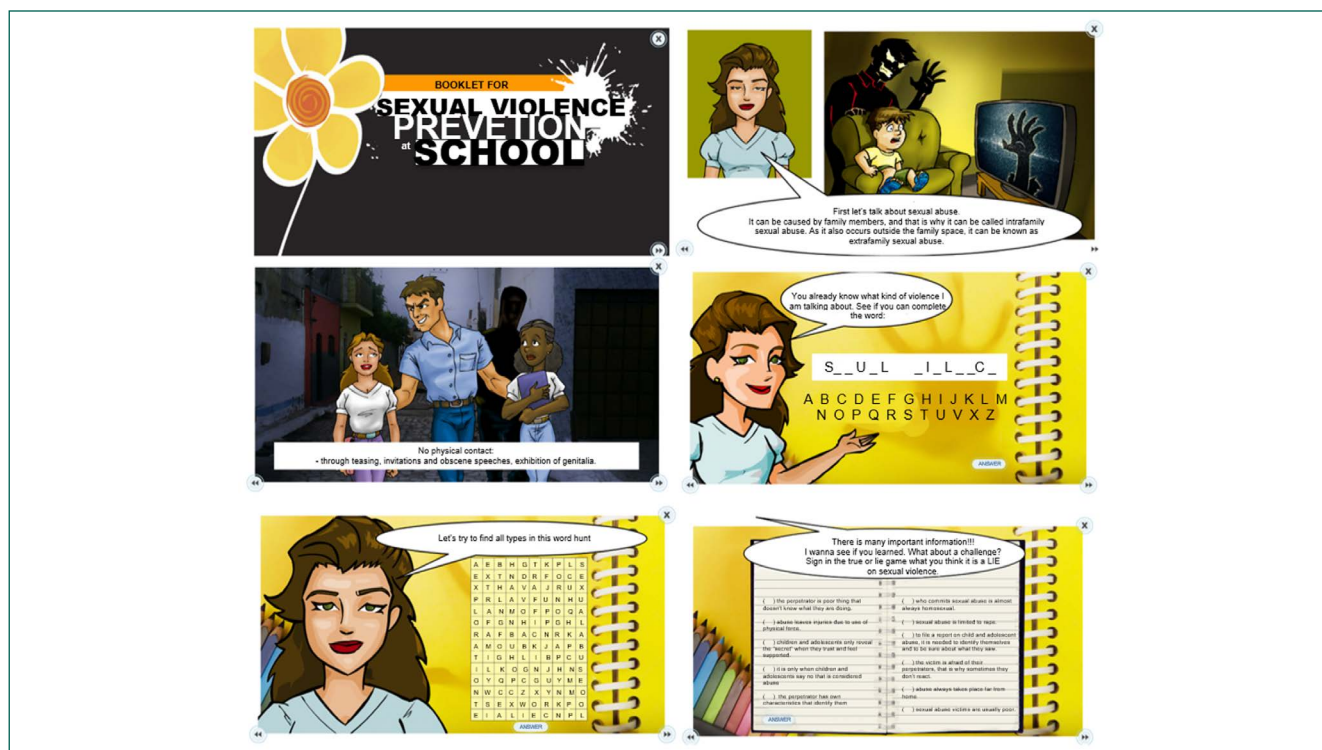 BOOKLET FOR
SEXUAL VIOLENCE
PREVETION
at SCHOOL
First let's talk about sexual abuse.
It can be caused by family members, and that is why it can be called intrafamily
sexual abuse. As it also occurs outside the family space, it can be known as
extrafamily sexual abuse.
No physical contact:
- through teasing, invitations and obscene speeches, exhibition of genitalia.
You already know what kind of violence I
am talking about. See if you can complete
the word:
S__U_L _I_L__C_
A B C D E F G H I J K L M
N O P Q R S T U V X Z
ANSWER
Let's try to find all types in this word hunt
A E B H G T K P L S
E X T N D R F O C E
X T H A V A J R U X
P R L A V F U N H U
L A N M O F P O Q A
O F G N H I P G H L
R A F B A C N R K A
A M O U B K J A P B
T I G H L I B P C U
I L K O G N J H N S
O Y Q P C G U Y M E
N W C C Z X Y N M O
T S E X W O R K P O
E I A L I E C N P L
ANSWER
There is many important information!!!
I wanna see if you learned. What about a challenge?
Sign in the true or lie game what you think it is a LIE
on sexual violence.
( ) the perpetrator is poor thing that
doesn't know what they are doing.
( ) abuse leaves injuries due to use of
physical force.
( ) children and adolescents only reveal
the "secret" when they trust and feel
supported.
( ) it is only when children and
adolescents say no that is considered
abuse
( ) the perpetrator has own
characteristics that identify them
ANSWER
( ) who commits sexual abuse is almost
always homosexual.
( ) sexual abuse is limited to rape.
( ) to file a report on child and adolescent
abuse, it is needed to identify themselves
and to be sure about what they saw.
( ) the victim is afraid of their
perpetrators, that is why sometimes they
don't react.
( ) abuse always takes place far from
home.
( ) sexual abuse victims are usually poor.